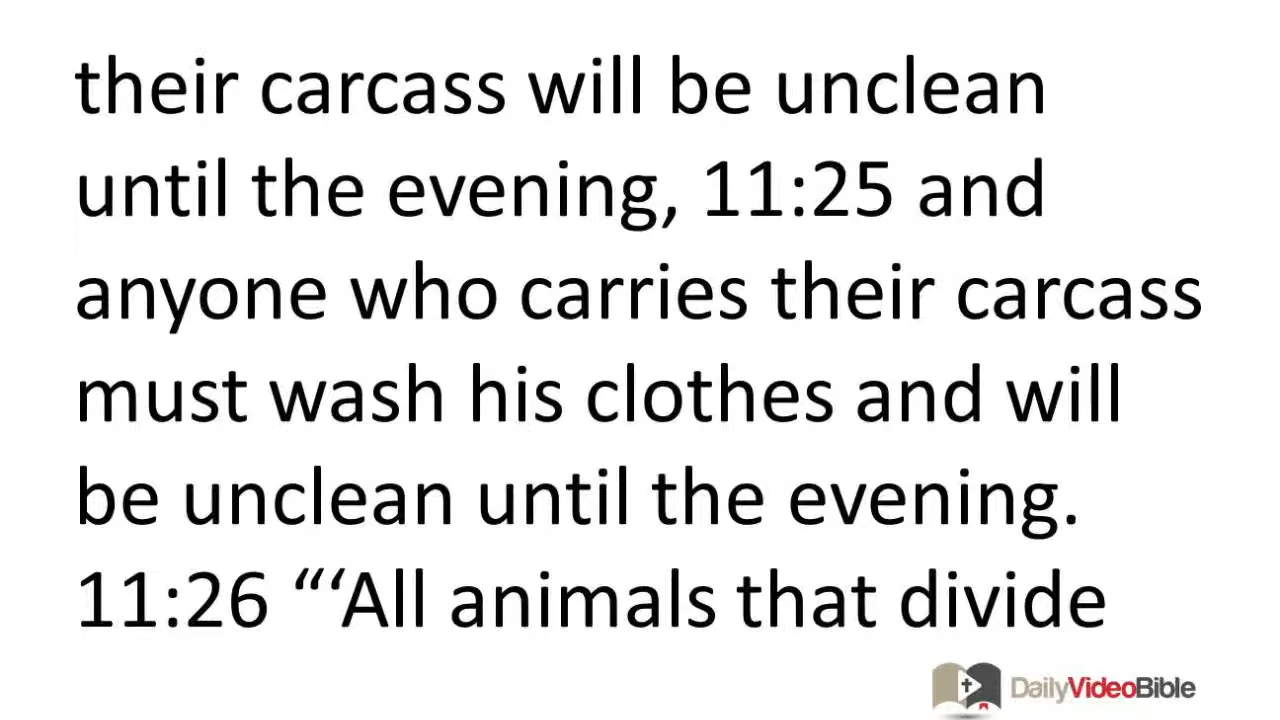 their carcass will be unclean
until the evening, 11:25 and
anyone who carries their carcass
must wash his clothes and will
be unclean until the evening.
11:26 “‘All animals that divide
DailyVideoBible